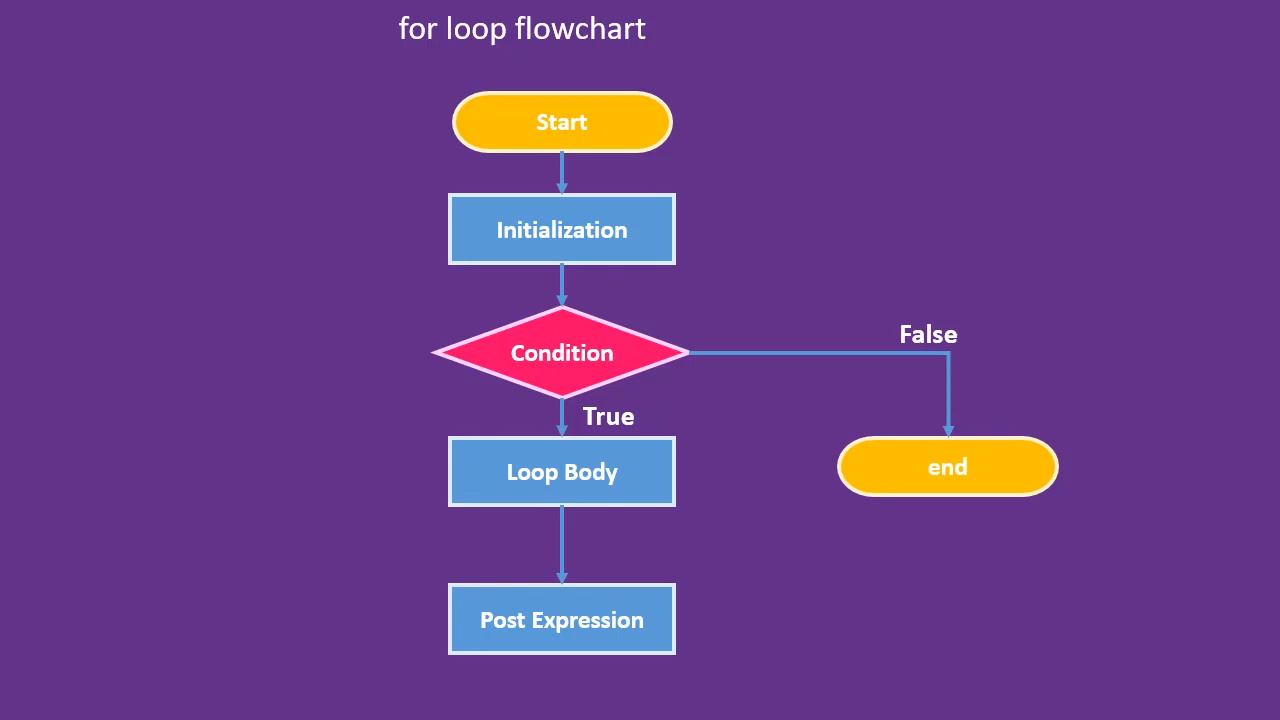 for loop flowchart
Start
Initialization
Condition
False
True
Loop Body
end
Post Expression